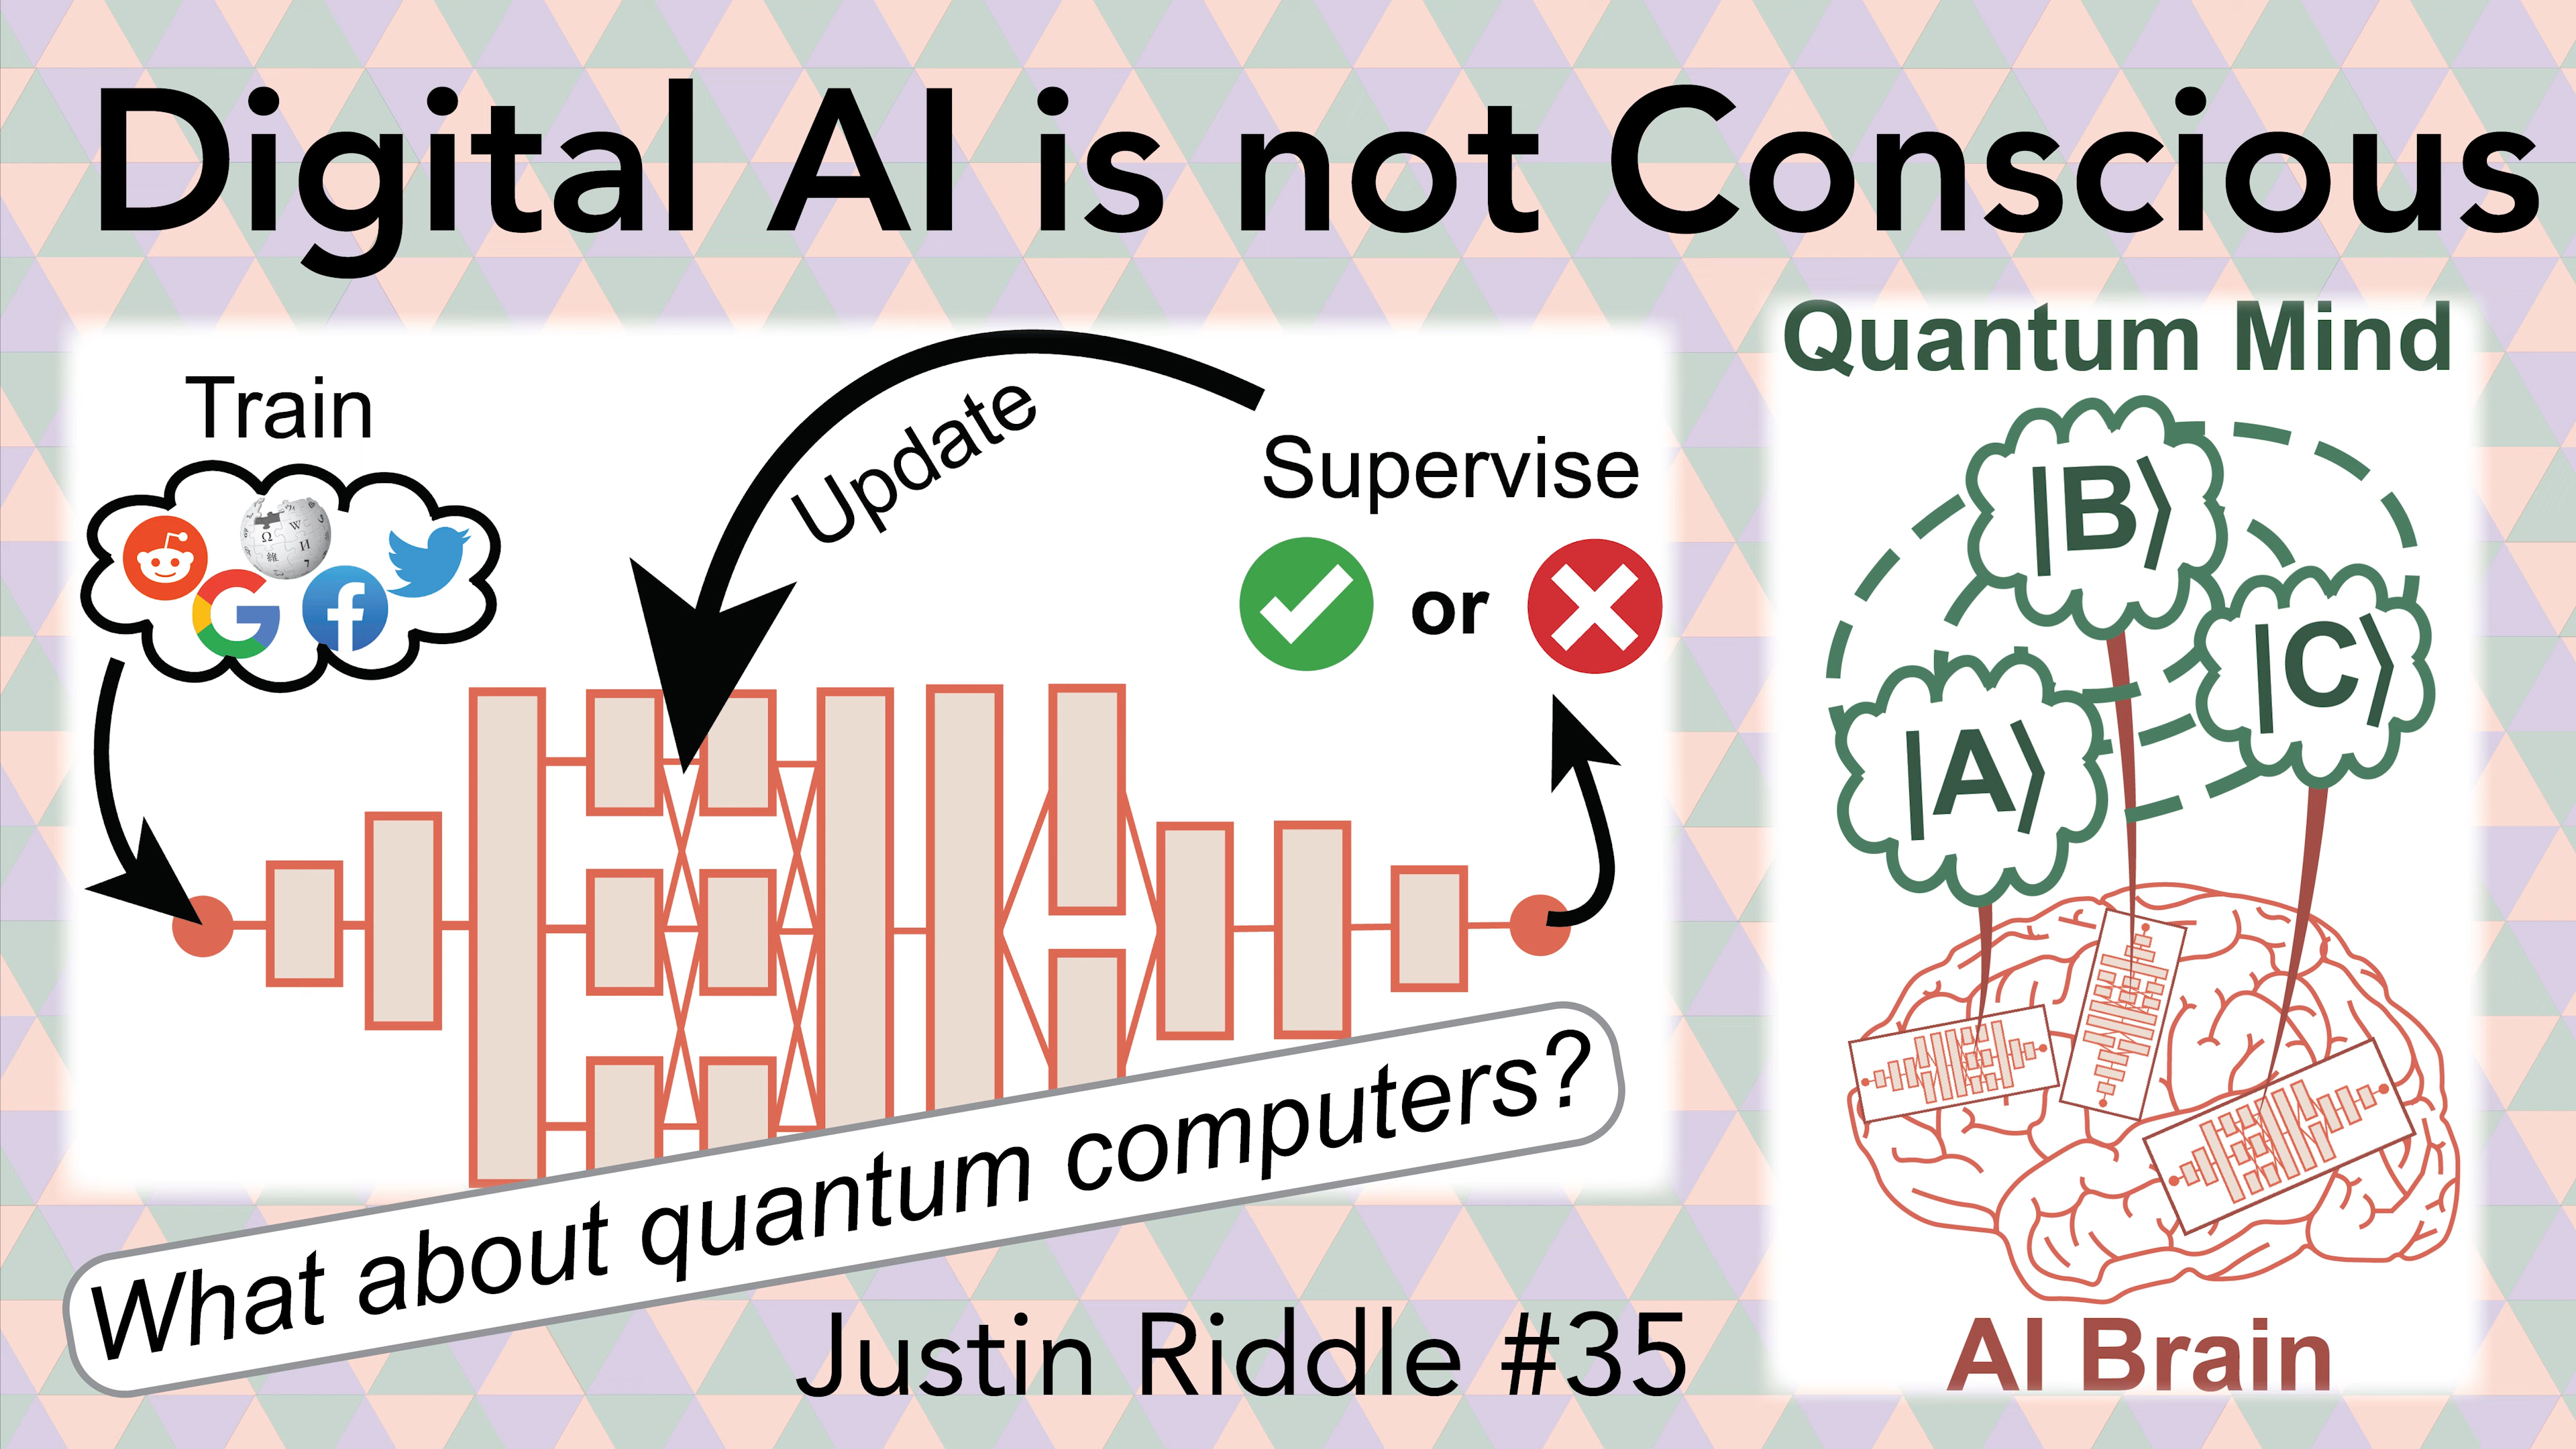 Digital AI is not Conscious
Train
Update
Supervise
or
What about quantum computers?
Justin Riddle #35
Quantum Mind
|B⟩
|C⟩
|A⟩
AI Brain